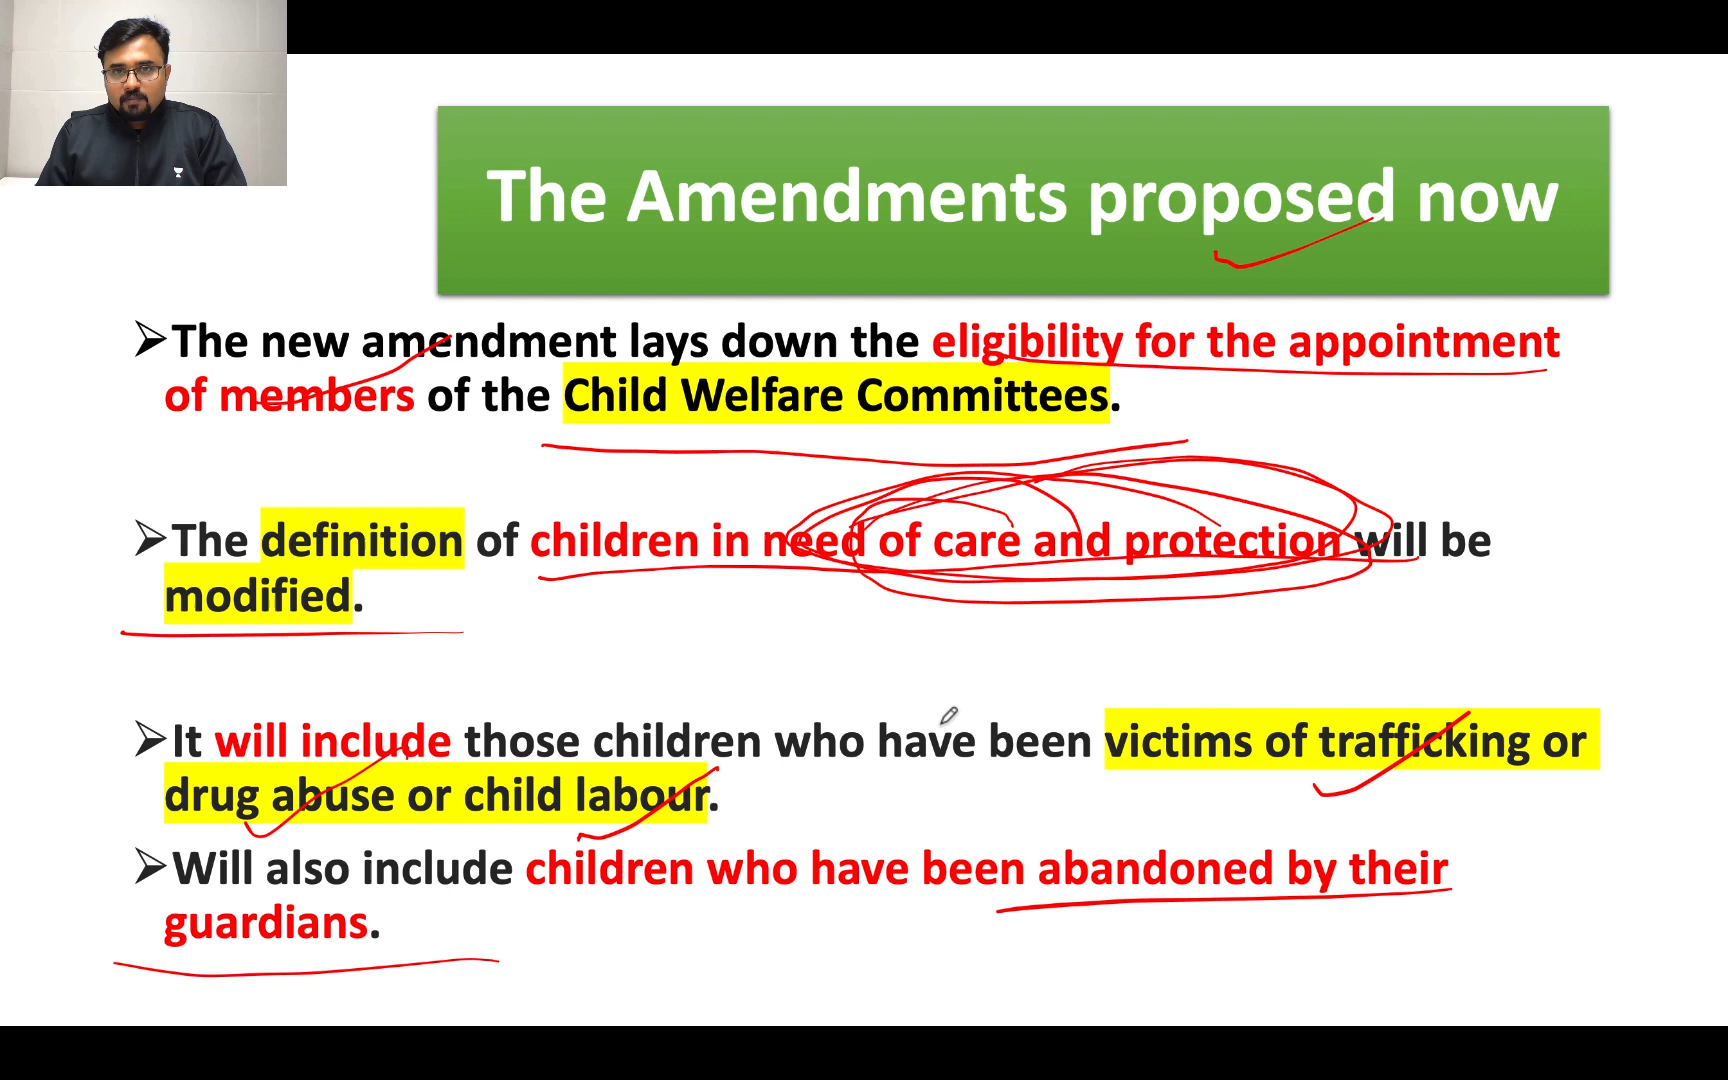 The Amendments proposed now
➢The new amendment lays down the eligibility for the appointment
of members of the Child Welfare Committees.
➢The definition of children in need of care and protection will be
modified.
➢It will include those children who have been victims of trafficking or
drug abuse or child labour.
➢Will also include children who have been abandoned by their
guardians.